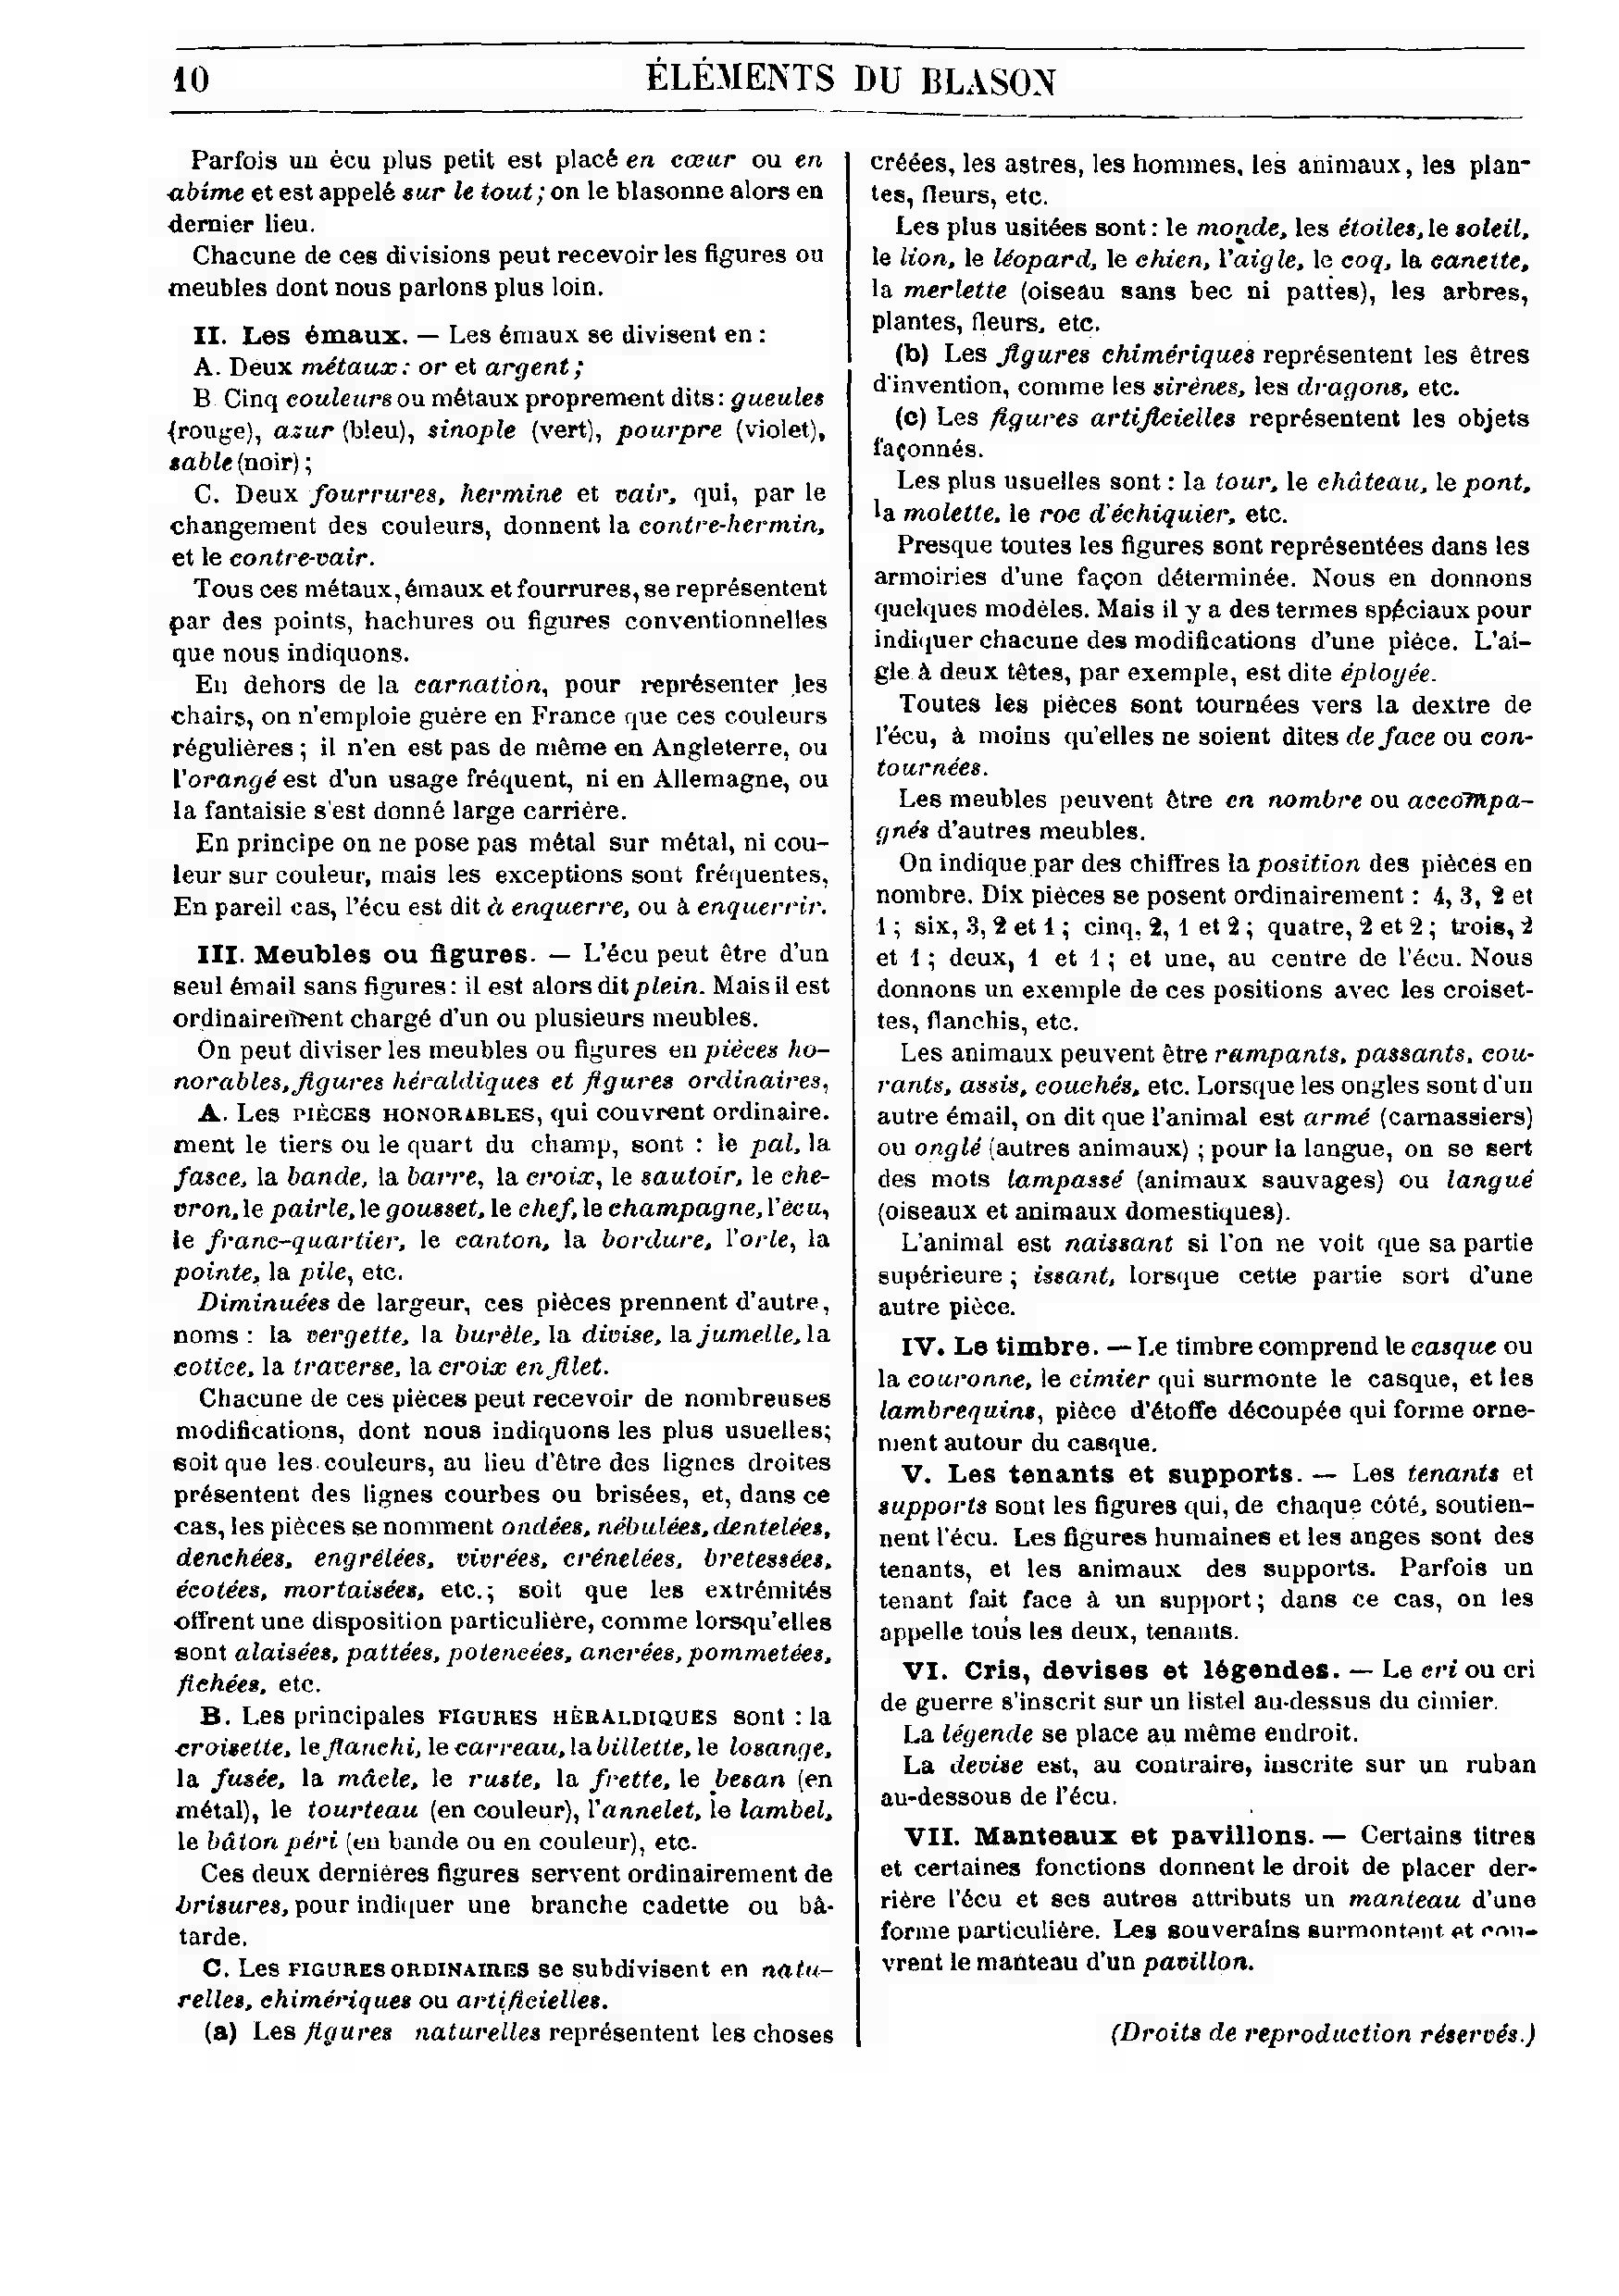 10
ÉLÉMENTS DU BLASON
Parfois un écu plus petit est placé en cœur ou en
abime et est appelé sur le tout ; on le blasonne alors en
dernier lieu.
Chacune de ces divisions peut recevoir les figures ou
meubles dont nous parlons plus loin.
II. Les émaux. — Les émaux se divisent en :
A. Deux métaux : or et argent ;
B Cinq couleurs ou métaux proprement dits : gueules
(rouge), azur (bleu), sinople (vert), pourpre (violet),
sable (noir) ;
C. Deux fourrures, hermine et vair, qui, par le
changement des couleurs, donnent la contre-hermin,
et le contre-vair.
Tous ces métaux, émaux et fourrures, se représentent
par des points, hachures ou figures conventionnelles
que nous indiquons.
En dehors de la carnation, pour représenter les
chairs, on n'emploie guère en France que ces couleurs
régulières ; il n'en est pas de même en Angleterre, ou
l'orangé est d'un usage fréquent, ni en Allemagne, ou
la fantaisie s'est donné large carrière.
En principe on ne pose pas métal sur métal, ni cou-
leur sur couleur, mais les exceptions sont fréquentes,
En pareil cas, l'écu est dit à enquerre, ou à enquerrir.
III. Meubles ou figures. — L'écu peut être d'un
seul émail sans figures : il est alors dit plein. Mais il est
ordinairement chargé d'un ou plusieurs meubles.
On peut diviser les meubles ou figures en pièces ho-
norables, figures héraldiques et figures ordinaires,
A. Les PIÈCES HONORABLES, qui couvrent ordinaire.
ment le tiers ou le quart du champ, sont : le pal, la
fasce, la bande, la barre, la croix, le sautoir, le che-
vron, le pairle, le gousset, le chef, le champagne, l'écu,
le franc-quartier, le canton, la bordure, l'orle, la
pointe, la pile, etc.
Diminuées de largeur, ces pièces prennent d'autre,
noms : la vergette, la burèle, la divise, la jumelle, la
cotice, la traverse, la croix en filet.
Chacune de ces pièces peut recevoir de nombreuses
modifications, dont nous indiquons les plus usuelles;
soit que les couleurs, au lieu d'être des lignes droites
présentent des lignes courbes ou brisées, et, dans ce
cas, les pièces se nomment ondées, nébulées, dentelées,
denchées, engrélées, vivrées, crénelées, bretessées,
écotées, mortaisées, etc.; soit que les extrémités
offrent une disposition particulière, comme lorsqu'elles
sont alaisées, pattées, potencées, ancrées, pommetées,
fichées, etc.
B. Les principales FIGURES HÉRALDIQUES sont : la
croisette, le flanchi, le carreau, la billette, le losange,
la fusée, la mâcle, le ruste, la frette, le besan (en
métal), le tourteau (en couleur), l'annelet, le lambel,
le bâton péri (en bande ou en couleur), etc.
Ces deux dernières figures servent ordinairement de
brisures, pour indiquer une branche cadette ou bâ-
tarde.
C. Les FIGURES ORDINAIRES se subdivisent en natu-
relles, chimériques ou artificielles.
(a) Les figures naturelles représentent les choses
créées, les astres, les hommes, les animaux, les plan-
tes, fleurs, etc.
Les plus usitées sont : le monde, les étoiles, le soleil,
le lion, le léopard, le chien, l'aigle, le coq, la canette,
la merlette (oiseau sans bec ni pattes), les arbres,
plantes, fleurs, etc.
(b) Les figures chimériques représentent les êtres
d'invention, comme les sirènes, les dragons, etc.
(c) Les figures artificielles représentent les objets
façonnés.
Les plus usuelles sont : la tour, le château, le pont,
la molette, le roc d'échiquier, etc.
Presque toutes les figures sont représentées dans les
armoiries d'une façon déterminée. Nous en donnons
quelques modèles. Mais il y a des termes spéciaux pour
indiquer chacune des modifications d'une pièce. L'ai-
gle à deux têtes, par exemple, est dite éployée.
Toutes les pièces sont tournées vers la dextre de
l'écu, à moins qu'elles ne soient dites de face ou con-
tournées.
Les meubles peuvent être en nombre ou accompa-
gnés d'autres meubles.
On indique par des chiffres la position des pièces en
nombre. Dix pièces se posent ordinairement : 4, 3, 2 et
1 ; six, 3, 2 et 1 ; cinq, 2, 1 et 2 ; quatre, 2 et 2 ; trois, 2
et 1 ; deux, 1 et 1 ; et une, au centre de l'écu. Nous
donnons un exemple de ces positions avec les croiset-
tes, flanchis, etc.
Les animaux peuvent être rampants, passants, cou-
rants, assis, couchés, etc. Lorsque les ongles sont d'un
autre émail, on dit que l'animal est armé (carnassiers)
ou onglé (autres animaux) ; pour la langue, on se sert
des mots lampassé (animaux sauvages) ou langué
(oiseaux et animaux domestiques).
L'animal est naissant si l'on ne voit que sa partie
supérieure ; issant, lorsque cette partie sort d'une
autre pièce.
IV. Le timbre. — Le timbre comprend le casque ou
la couronne, le cimier qui surmonte le casque, et les
lambrequins, pièce d'étoffe découpée qui forme orne-
ment autour du casque.
V. Les tenants et supports. — Les tenants et
supports sont les figures qui, de chaque côté, soutien-
nent l'écu. Les figures humaines et les anges sont des
tenants, et les animaux des supports. Parfois un
tenant fait face à un support ; dans ce cas, on les
appelle tous les deux, tenants.
VI. Cris, devises et légendes. — Le cri ou cri
de guerre s'inscrit sur un listel au-dessus du cimier.
La légende se place au même endroit.
La devise est, au contraire, inscrite sur un ruban
au-dessous de l'écu.
VII. Manteaux et pavillons. — Certains titres
et certaines fonctions donnent le droit de placer der-
rière l'écu et ses autres attributs un manteau d'une
forme particulière. Les souverains surmontent et cou-
vrent le manteau d'un pavillon.
(Droits de reproduction réservés.)